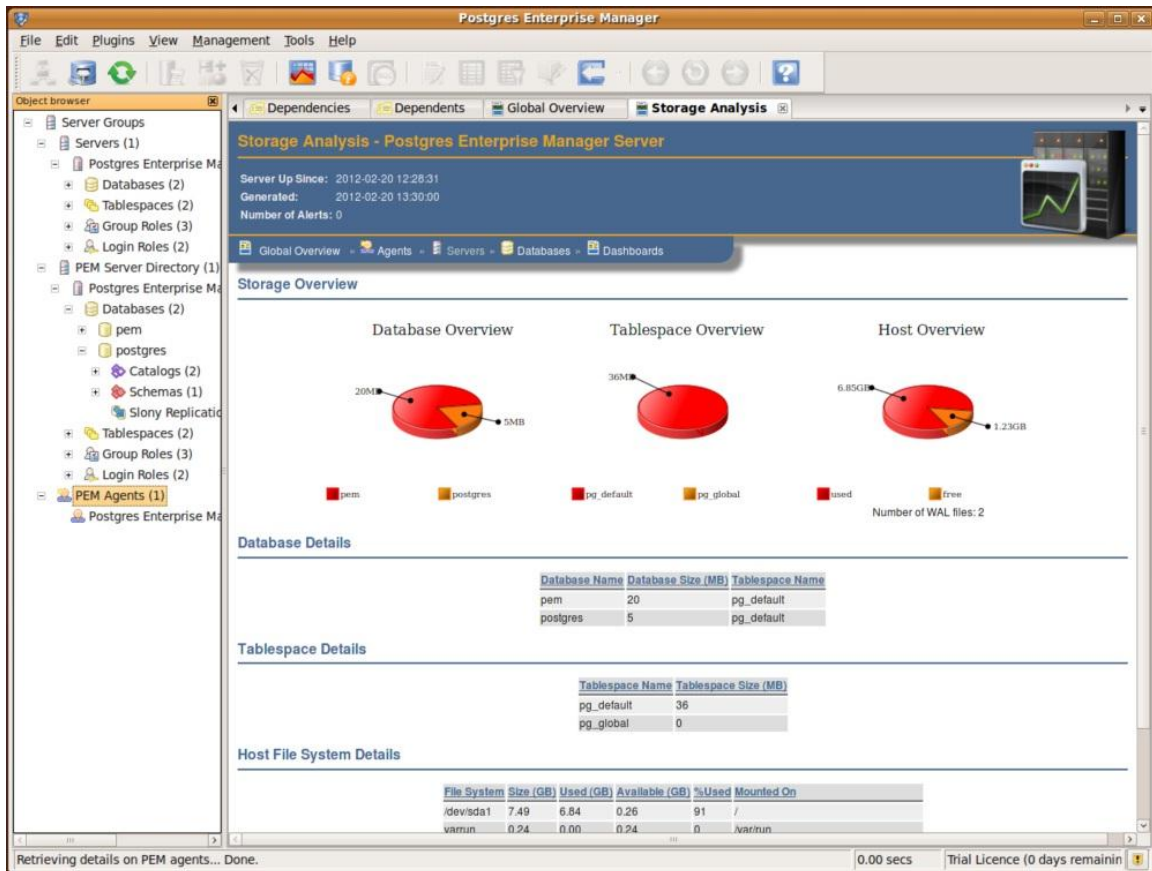 Postgres Enterprise Manager
File Edit Plugins View Management Tools Help
Object browser
Server Groups
Servers (1)
Postgres Enterprise Ma
Databases (2)
Tablespaces (2)
Group Roles (3)
Login Roles (2)
PEM Server Directory (1)
Postgres Enterprise Ma
Databases (2)
pem
postgres
Catalogs (2)
Schemas (1)
Slony Replicatio
Tablespaces (2)
Group Roles (3)
Login Roles (2)
PEM Agents (1)
Postgres Enterprise Ma
Dependencies Dependents Global Overview Storage Analysis
Storage Analysis - Postgres Enterprise Manager Server
Server Up Since: 2012-02-20 12:28:31
Generated: 2012-02-20 13:30:00
Number of Alerts: 0
Global Overview » Agents » Servers » Databases » Dashboards
Storage Overview
Database Overview Tablespace Overview Host Overview
20MB 5MB
36MB
6.85GB 1.23GB
pem postgres pg_default pg_global used free
Number of WAL files: 2
Database Details
Database Name Database Size (MB) Tablespace Name
pem 20 pg_default
postgres 5 pg_default
Tablespace Details
Tablespace Name Tablespace Size (MB)
pg_default 36
pg_global 0
Host File System Details
File System Size (GB) Used (GB) Available (GB) %Used Mounted On
/dev/sda1 7.49 6.84 0.26 91 /
varrun 0.24 0.00 0.24 0 /var/run
Retrieving details on PEM agents... Done. 0.00 secs Trial Licence (0 days remainin